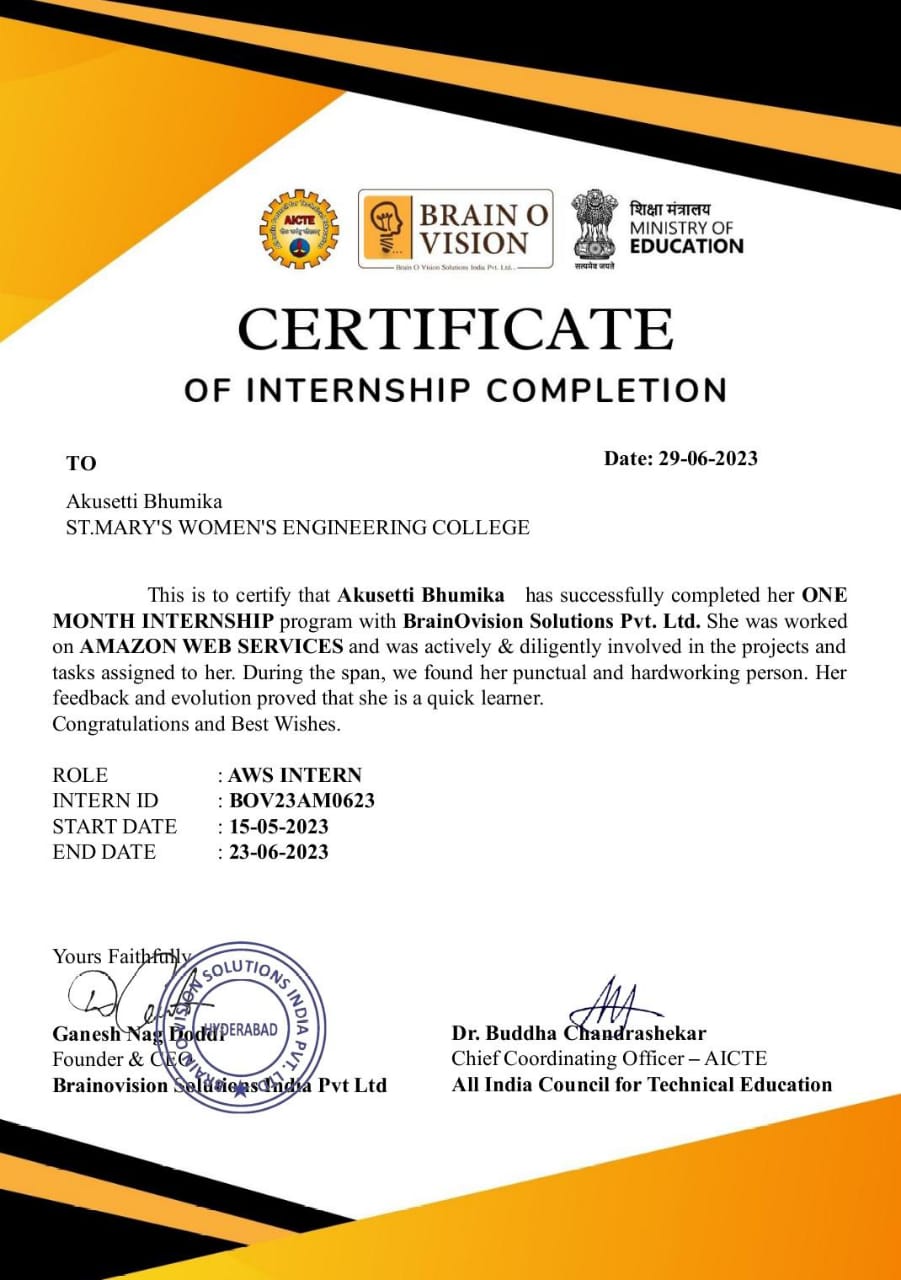 AICTE
BRAIN O
VISION
Brain O Vision Solutions India Pvt. Ltd..
शिक्षा मंत्रालय
MINISTRY OF
EDUCATION
सत्यमेव जयते
CERTIFICATE
OF INTERNSHIP COMPLETION
TO
Date: 29-06-2023
Akusetti Bhumika
ST.MARY'S WOMEN'S ENGINEERING COLLEGE
This is to certify that Akusetti Bhumika has successfully completed her ONE
MONTH INTERNSHIP program with BrainOvision Solutions Pvt. Ltd. She was worked
on AMAZON WEB SERVICES and was actively & diligently involved in the projects and
tasks assigned to her. During the span, we found her punctual and hardworking person. Her
feedback and evolution proved that she is a quick learner.
Congratulations and Best Wishes.
ROLE : AWS INTERN
INTERN ID : BOV23AM0623
START DATE : 15-05-2023
END DATE : 23-06-2023
Yours Faithfully
Ganesh Nag Doddi
Founder & CEO
Brainovision Solutions India Pvt Ltd
BRAINOVISION SOLUTIONS INDIA PVT. LTD.
HYDERABAD
Dr. Buddha Chandrashekar
Chief Coordinating Officer – AICTE
All India Council for Technical Education